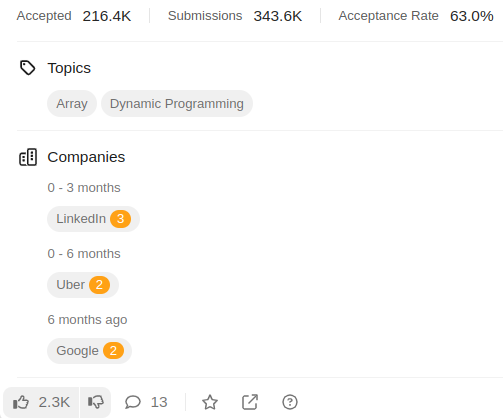 Accepted 216.4K Submissions 343.6K Acceptance Rate 63.0%
Topics
Array Dynamic Programming
Companies
0 - 3 months
LinkedIn 3
0 - 6 months
Uber 2
6 months ago
Google 2
2.3K 13